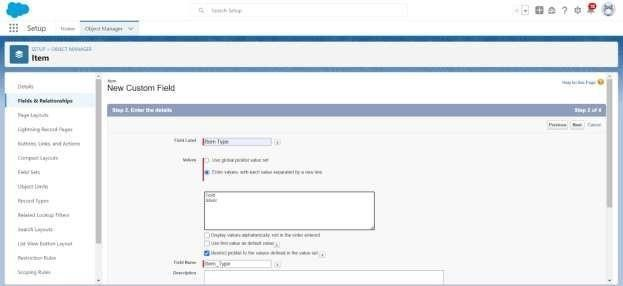 Search Setup
Setup
Home
Object Manager
SETUP > OBJECT MANAGER
Item
Details
Fields & Relationships
Page Layouts
Lightning Record Pages
Buttons, Links, and Actions
Compact Layouts
Field Sets
Object Limits
Record Types
Related Lookup Filters
Search Layouts
List View Button Layout
Restriction Rules
Scoping Rules
Item
New Custom Field
Help for this Page
Step 2. Enter the details
Step 2 of 4
Previous Next Cancel
Field Label Item Type
Values Use global picklist value set
Enter values, with each value separated by a new line
Gold
Silver
Display values alphabetically, not in the order entered
Use first value as default value
Restrict picklist to the values defined in the value set
Field Name Item_Type
Description